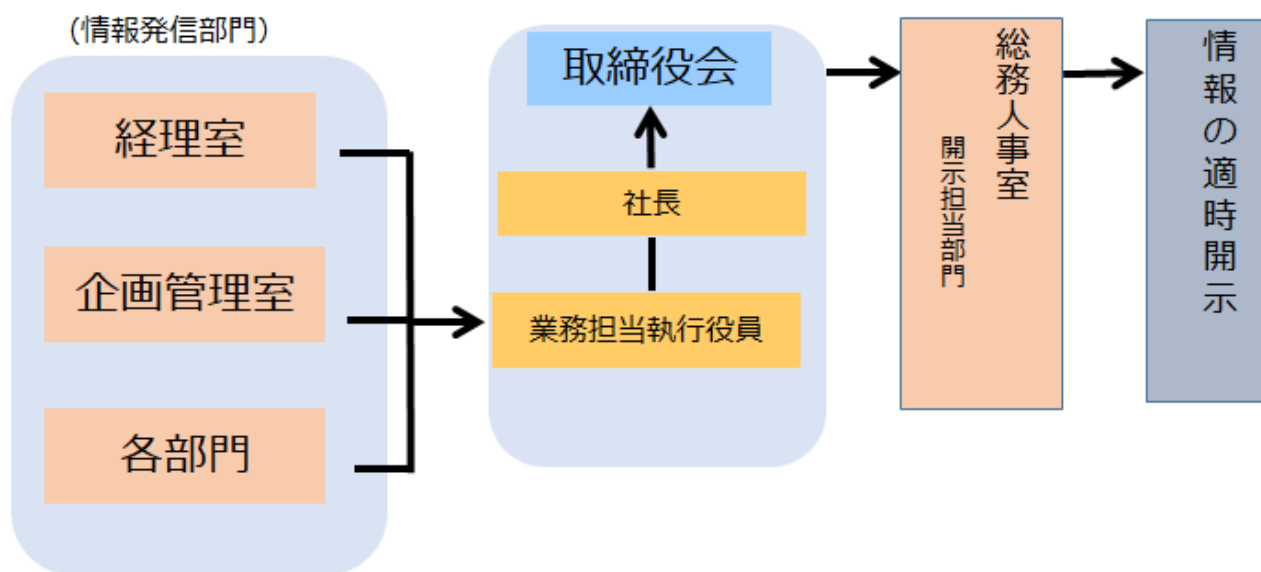 (情報発信部門)
経理室
企画管理室
各部門
取締役会
社長
業務担当執行役員
総務人事室
開示担当部門
情報の適時開示